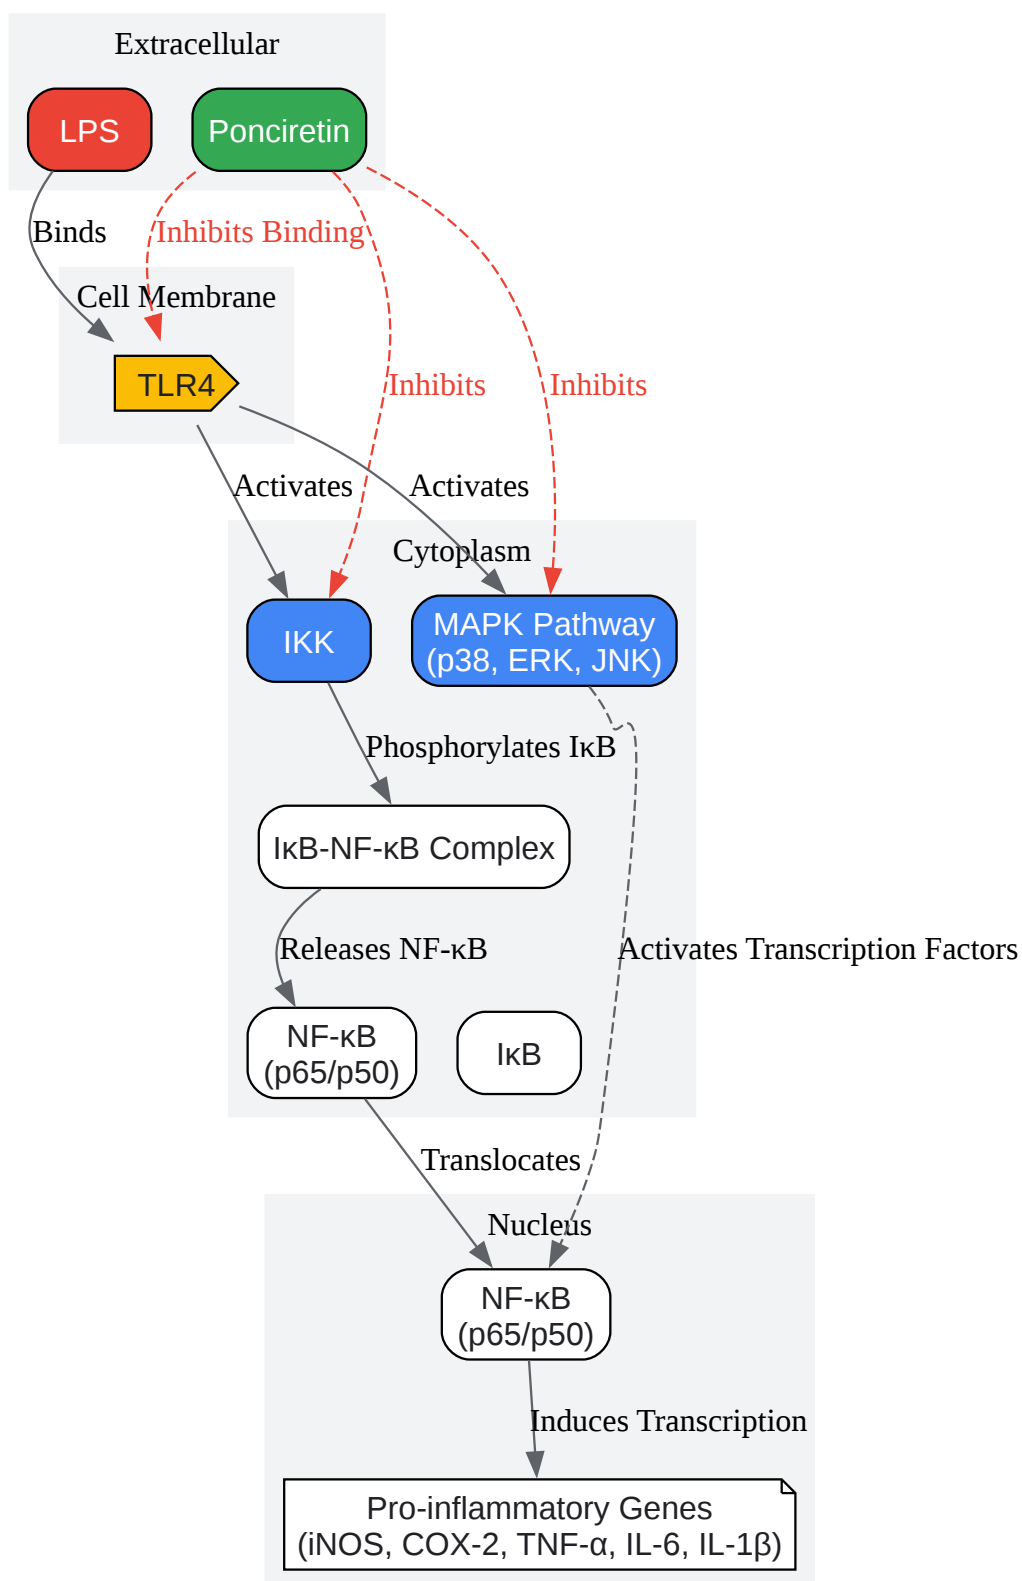 Extracellular
LPS
Ponciretin
Binds
Inhibits Binding
Cell Membrane
TLR4
Inhibits
Inhibits
Activates
Activates
Cytoplasm
IKK
MAPK Pathway
(p38, ERK, JNK)
Phosphorylates IκB
IκB-NF-κB Complex
Releases NF-κB
Activates Transcription Factors
NF-κB
(p65/p50)
IκB
Translocates
Nucleus
NF-κB
(p65/p50)
Induces Transcription
Pro-inflammatory Genes
(iNOS, COX-2, TNF-α, IL-6, IL-1β)